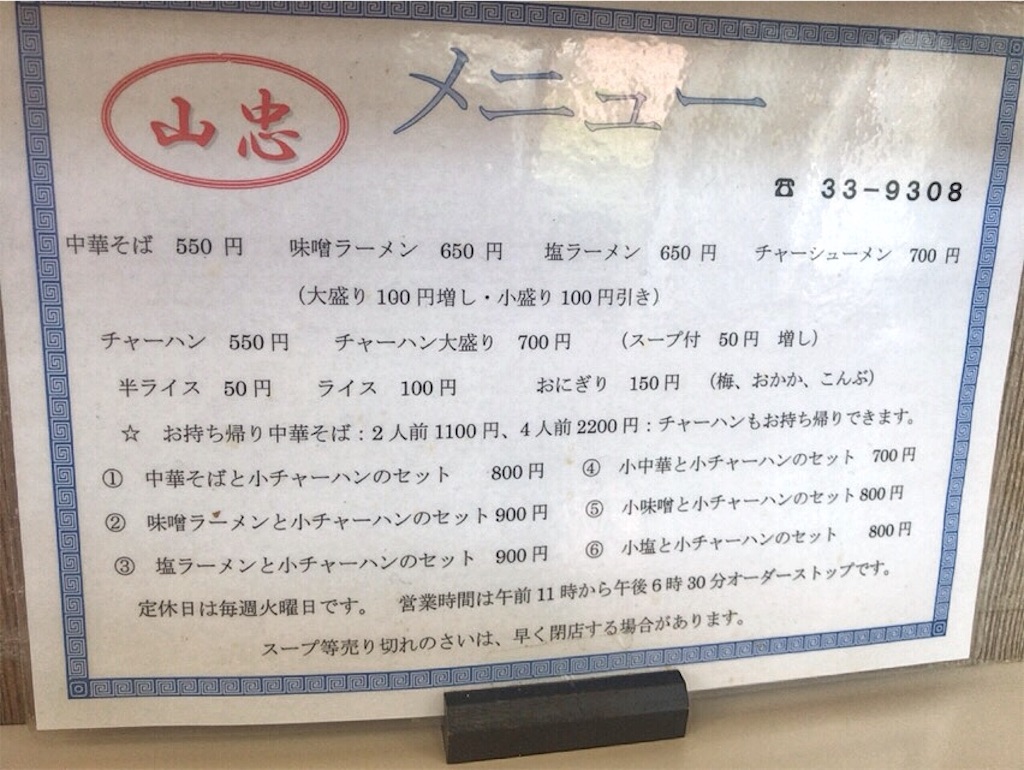 山忠
メニュー
☎ 33-9308
中華そば 550 円 味噌ラーメン 650 円 塩ラーメン 650 円 チャーシューメン 700 円
（大盛り 100 円増し・小盛り 100 円引き）
チャーハン 550 円 チャーハン大盛り 700 円 （スープ付 50 円 増し）
半ライス 50 円 ライス 100 円 おにぎり 150 円 （梅、おかか、こんぶ）
☆ お持ち帰り中華そば：2 人前 1100 円、4 人前 2200 円：チャーハンもお持ち帰りできます。
① 中華そばと小チャーハンのセット 800 円 ④ 小中華と小チャーハンのセット 700 円
② 味噌ラーメンと小チャーハンのセット 900 円 ⑤ 小味噌と小チャーハンのセット 800 円
③ 塩ラーメンと小チャーハンのセット 900 円 ⑥ 小塩と小チャーハンのセット 800 円
定休日は毎週火曜日です。 営業時間は午前 11 時から午後 6 時 30 分オーダーストップです。
スープ等売り切れのさいは、早く閉店する場合があります。